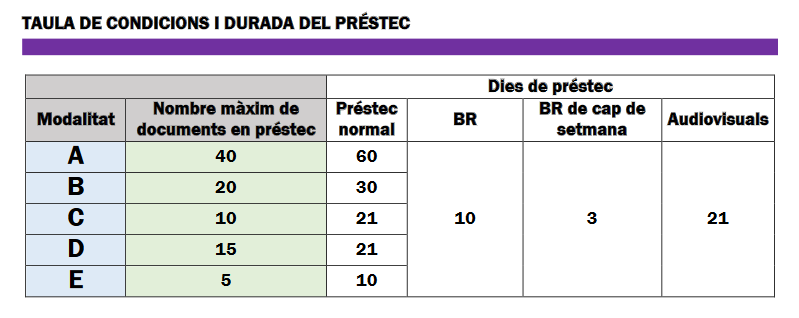 TAULA DE CONDICIONS I DURADA DEL PRÉSTEC
Dies de préstec
Modalitat
Nombre màxim de
documents en préstec
Préstec
normal
BR
BR de cap de
setmana
Audiovisuals
A 40 60
B 20 30
C 10 21 10 3 21
D 15 21
E 5 10